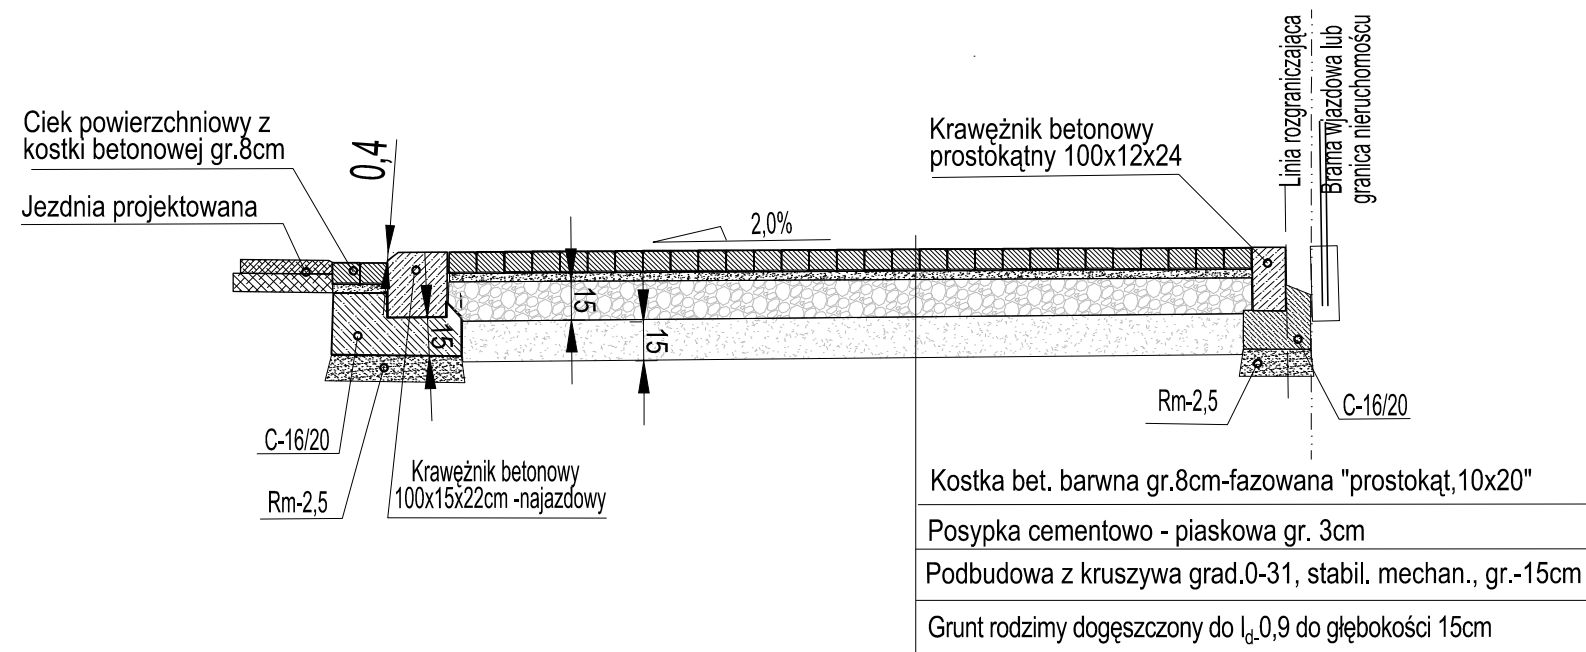 Ciek powierzchniowy z
kostki betonowej gr.8cm
Jezdnia projektowana
0,4
2,0%
Krawężnik betonowy
prostokątny 100x12x24
Linia rozgraniczająca
Brama wjazdowa lub
granica nieruchomoścu
15
15
15
C-16/20
Rm-2,5
Krawężnik betonowy
100x15x22cm -najazdowy
Rm-2,5
C-16/20
Kostka bet. barwna gr.8cm-fazowana "prostokąt,10x20"
Posypka cementowo - piaskowa gr. 3cm
Podbudowa z kruszywa grad.0-31, stabil. mechan., gr.-15cm
Grunt rodzimy dogęszczony do Id-0,9 do głębokości 15cm